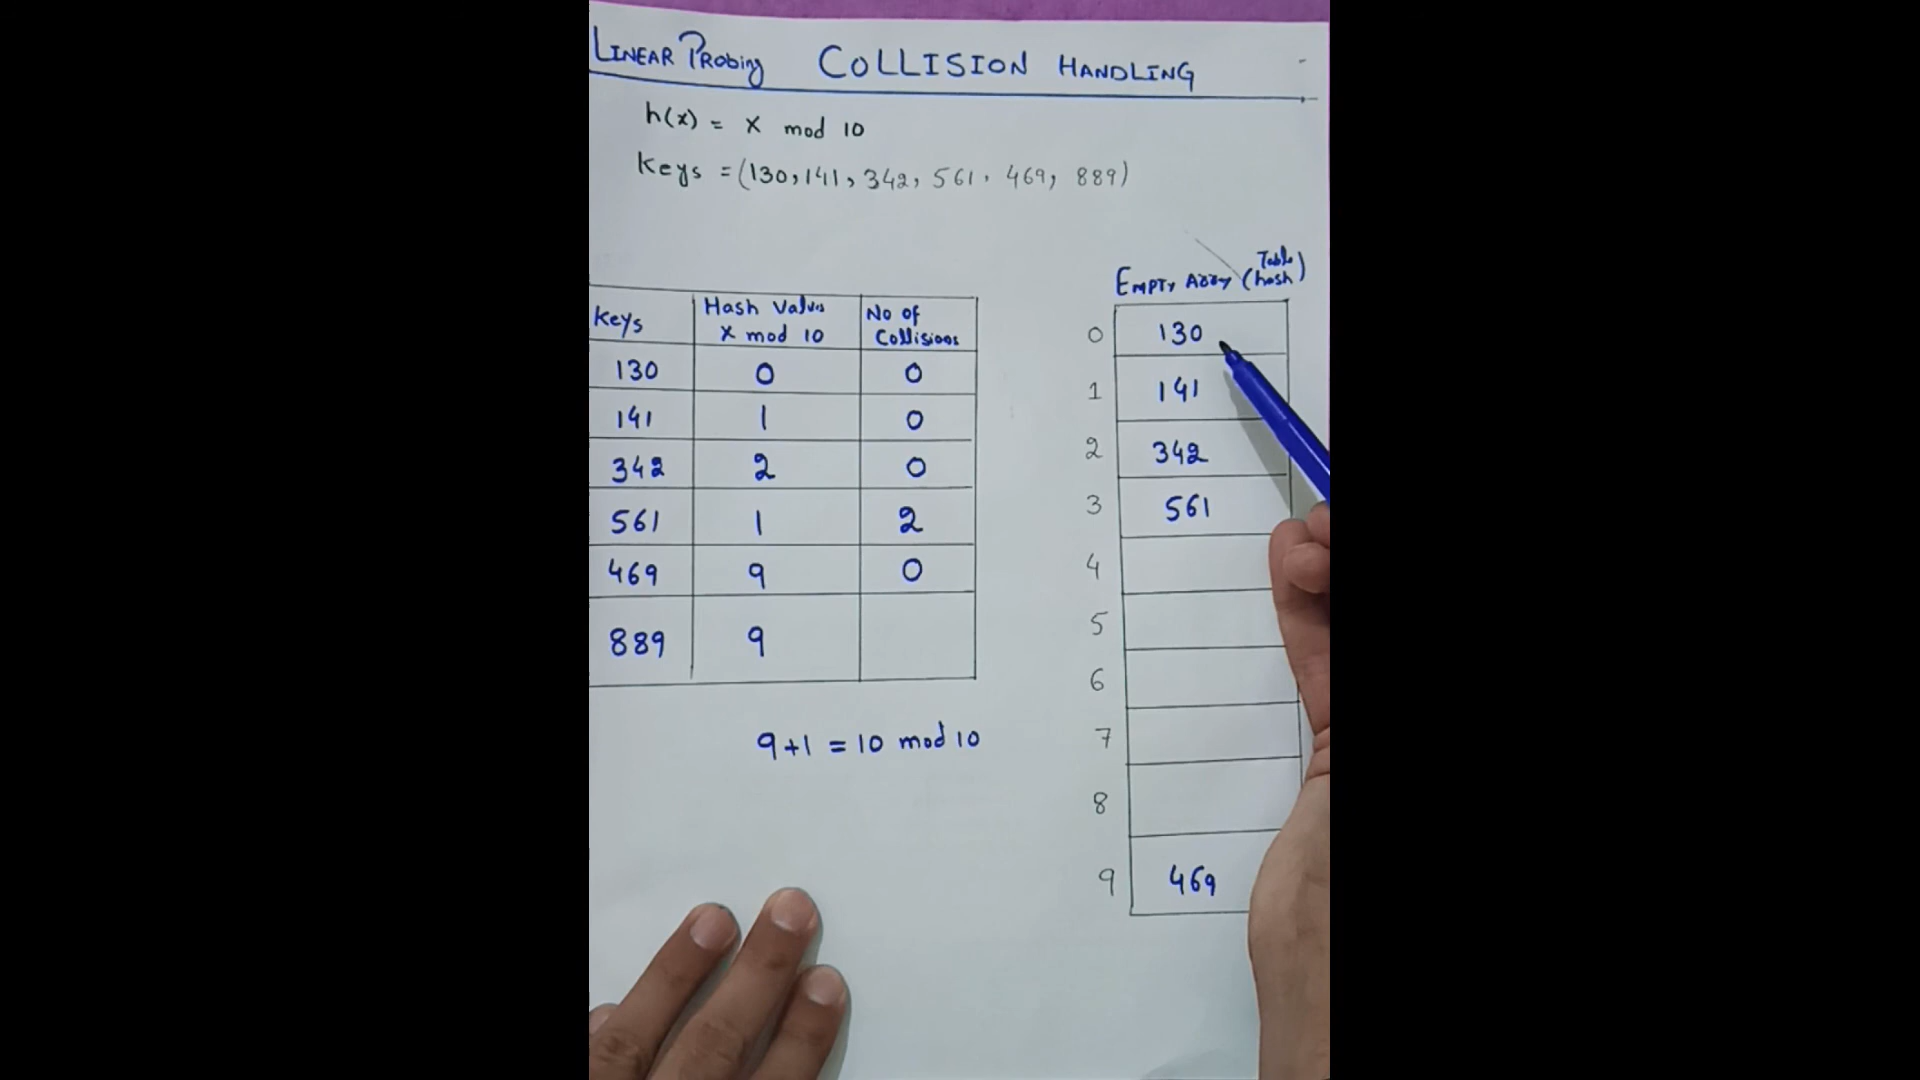 LINEAR PRobing COLLISION HANDLING
h(x) = x mod 10
Keys = (130, 141, 342, 561, 469, 889)
EMPTy ARRy (Table hash)
Keys Hash Values x mod 10 No of Collisions
130 0 0
141 1 0
342 2 0
561 1 2
469 9 0
889 9
9+1 = 10 mod 10
0 130
1 141
2 342
3 561
4
5
6
7
8
9 469